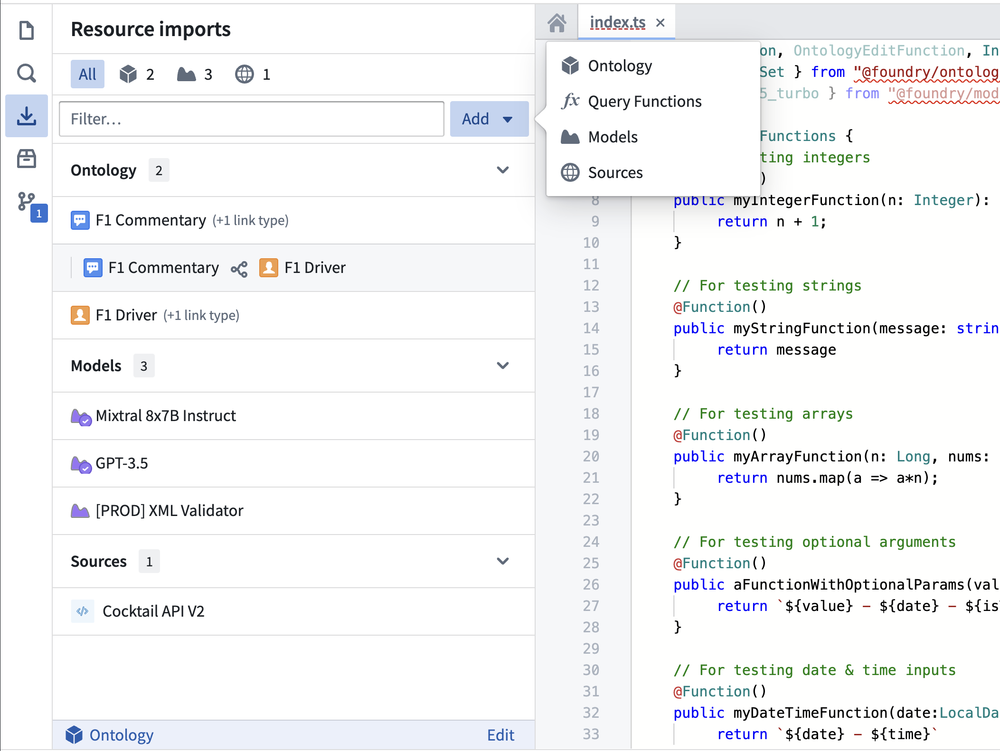 Resource imports
All 2 3 1
Filter…
Add
Ontology 2
F1 Commentary (+1 link type)
F1 Commentary F1 Driver
F1 Driver (+1 link type)
Models 3
Mixtral 8x7B Instruct
GPT-3.5
[PROD] XML Validator
Sources 1
Cocktail API V2
Ontology Edit
1
index.ts
Ontology
fx Query Functions
Models
Sources
on, OntologyEditFunction, In
Set } from "@foundry/ontolog
5_turbo } from "@foundry/mod
Functions {
ting integers
)
8 public myIntegerFunction(n: Integer):
9 return n + 1;
10 }
11
12 // For testing strings
13 @Function()
14 public myStringFunction(message: strin
15 return message
16 }
17
18 // For testing arrays
19 @Function()
20 public myArrayFunction(n: Long, nums:
21 return nums.map(a => a*n);
22 }
23
24 // For testing optional arguments
25 @Function()
26 public aFunctionWithOptionalParams(val
27 return `${value} - ${date} - ${is
28 }
29
30 // For testing date & time inputs
31 @Function()
32 public myDateTimeFunction(date:LocalDa
33 return `${date} - ${time}`